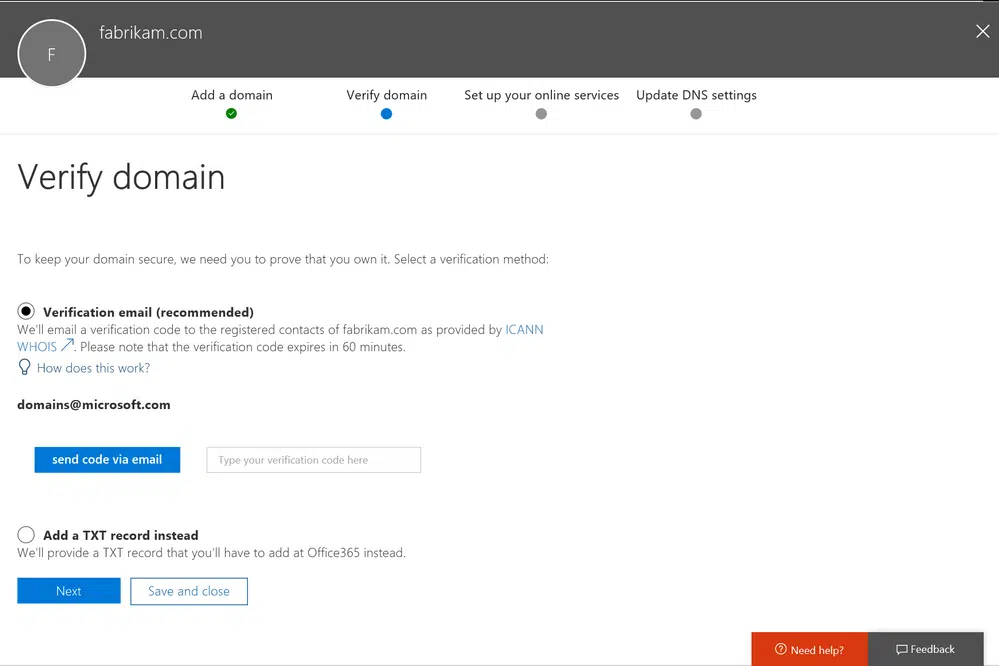 F
fabrikam.com
Add a domain
Verify domain
Set up your online services
Update DNS settings
Verify domain
To keep your domain secure, we need you to prove that you own it. Select a verification method:
Verification email (recommended)
We'll email a verification code to the registered contacts of fabrikam.com as provided by ICANN
WHOIS. Please note that the verification code expires in 60 minutes.
How does this work?
domains@microsoft.com
send code via email
Type your verification code here
Add a TXT record instead
We'll provide a TXT record that you'll have to add at Office365 instead.
Next
Save and close
Need help?
Feedback